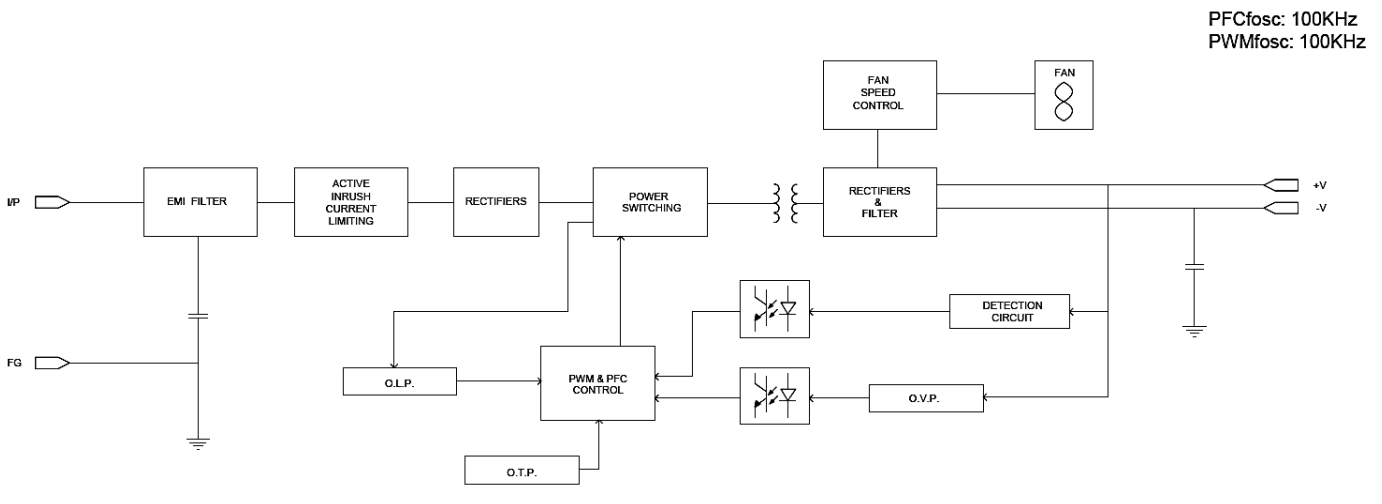 PFCfosc: 100KHz
PWMfosc: 100KHz
FAN
SPEED
CONTROL
FAN
I/P
EMI FILTER
ACTIVE
INRUSH
CURRENT
LIMITING
RECTIFIERS
POWER
SWITCHING
RECTIFIERS
&
FILTER
+V
-V
DETECTION
CIRCUIT
FG
O.L.P.
PWM & PFC
CONTROL
O.V.P.
O.T.P.